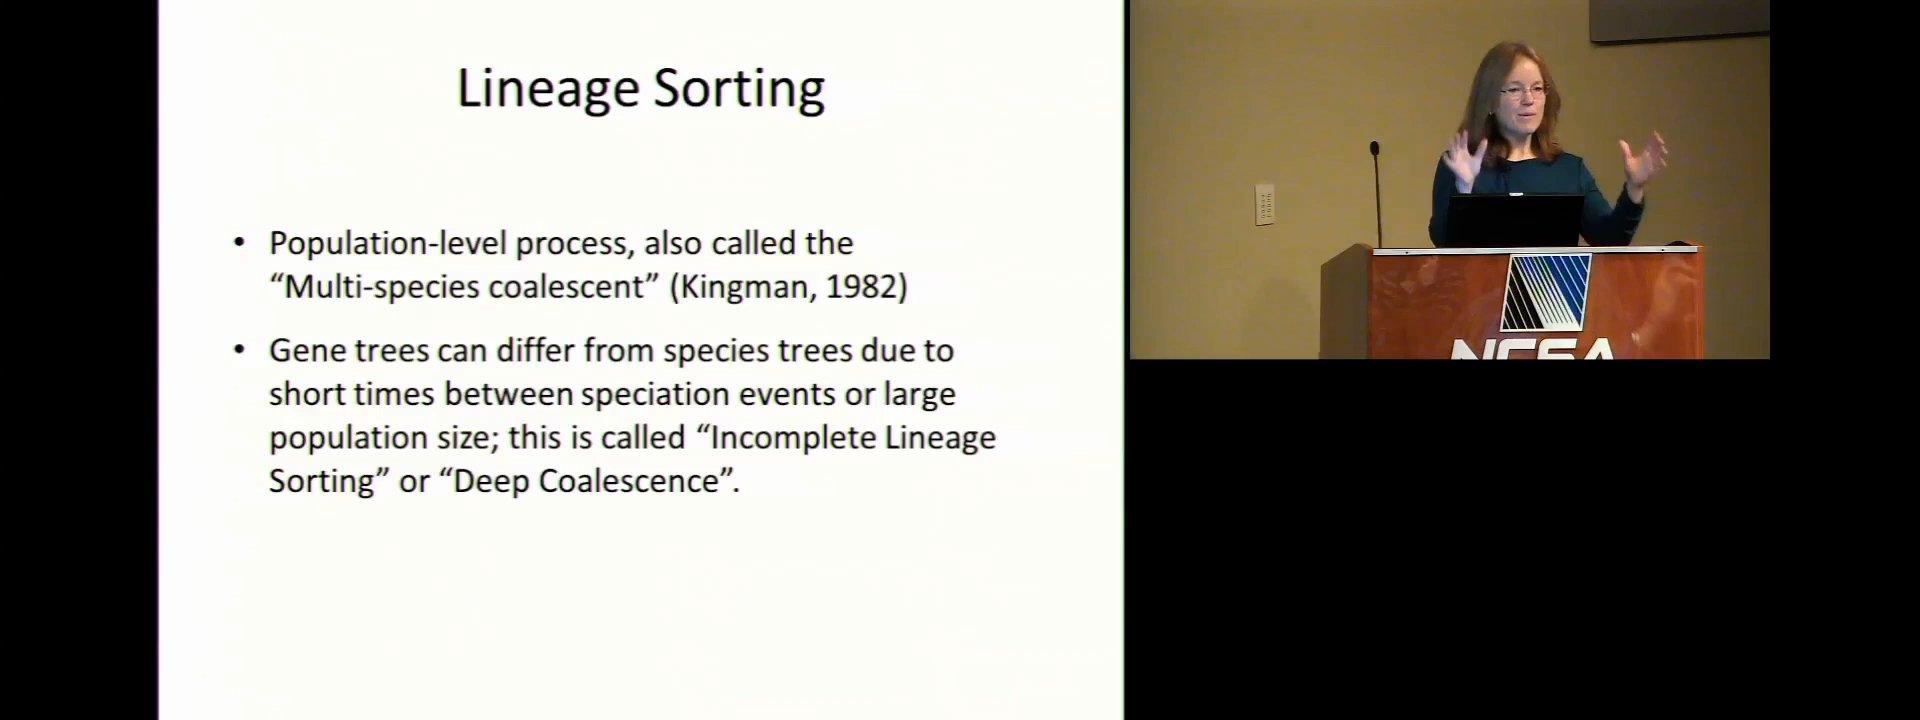 Lineage Sorting
• Population-level process, also called the
“Multi-species coalescent” (Kingman, 1982)
• Gene trees can differ from species trees due to
short times between speciation events or large
population size; this is called “Incomplete Lineage
Sorting” or “Deep Coalescence”.
NCSA